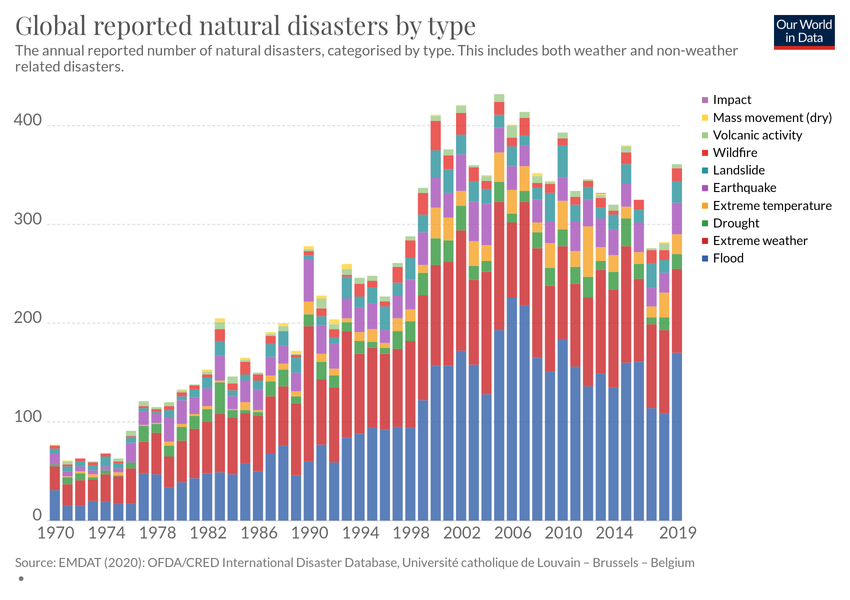 Global reported natural disasters by type
Our World
in Data
The annual reported number of natural disasters, categorised by type. This includes both weather and non-weather
related disasters.
Impact
Mass movement (dry)
Volcanic activity
Wildfire
Landslide
Earthquake
Extreme temperature
Drought
Extreme weather
Flood
400
300
200
100
0
1970 1974 1978 1982 1986 1990 1994 1998 2002 2006 2010 2014 2019
Source: EMDAT (2020): OFDA/CRED International Disaster Database, Université catholique de Louvain – Brussels – Belgium
•